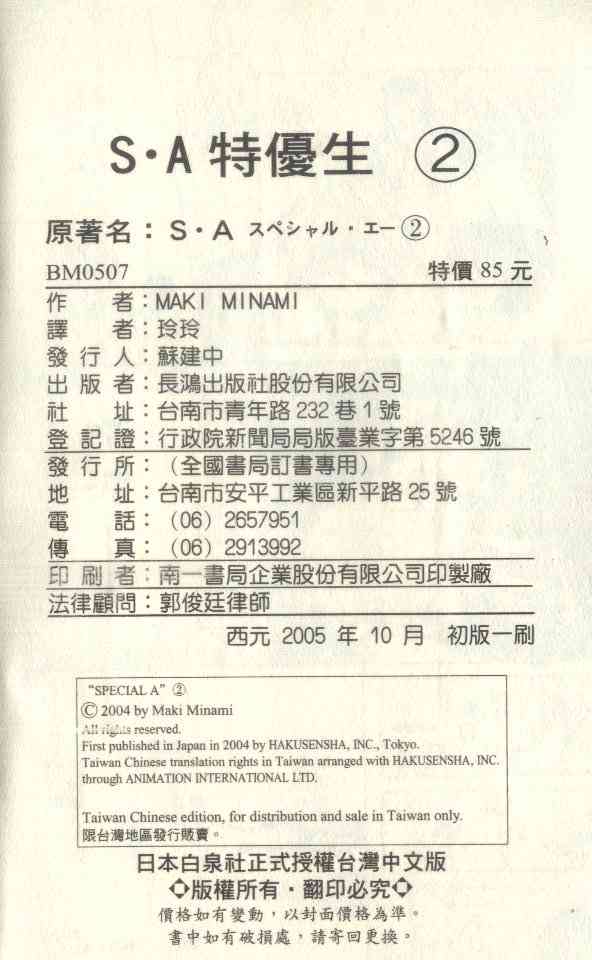 S·A 特優生 ②
原著名：S·A スペシャル·エー②
BM0507 特價 85 元
作者：MAKI MINAMI
譯者：玲玲
發行人：蘇建中
出版者：長鴻出版社股份有限公司
社址：台南市青年路 232 巷 1 號
登記證：行政院新聞局局版臺業字第 5246 號
發行所：（全國書局訂書專用）
地址：台南市安平工業區新平路 25 號
電話：(06) 2657951
傳真：(06) 2913992
印刷者：南一書局企業股份有限公司印製廠
法律顧問：郭俊廷律師
西元 2005 年 10 月 初版一刷
“SPECIAL A” ②
© 2004 by Maki Minami
All rights reserved.
First published in Japan in 2004 by HAKUSENSHA, INC., Tokyo.
Taiwan Chinese translation rights in Taiwan arranged with HAKUSENSHA, INC.
through ANIMATION INTERNATIONAL LTD.
Taiwan Chinese edition, for distribution and sale in Taiwan only.
限台灣地區發行販賣。
日本白泉社正式授權台灣中文版
◇版權所有·翻印必究◇
價格如有變動，以封面價格為準。
書中如有破損處，請寄回更換。